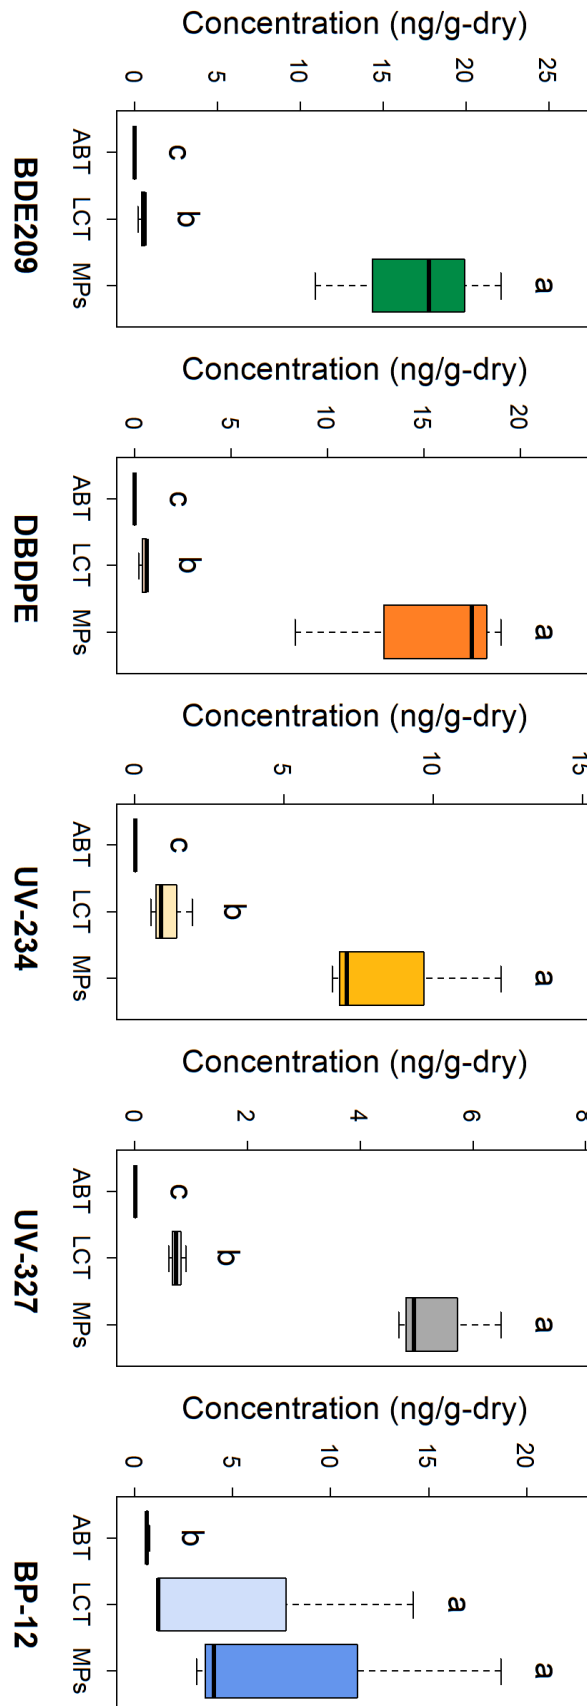 Concentration (ng/g-dry)
0 5 10 15 20 25
c b a
ABT LCT MPs
BDE209
Concentration (ng/g-dry)
0 5 10 15 20
c b a
ABT LCT MPs
DBDPE
Concentration (ng/g-dry)
0 5 10 15
c b a
ABT LCT MPs
UV-234
Concentration (ng/g-dry)
0 2 4 6 8
c b a
ABT LCT MPs
UV-327
Concentration (ng/g-dry)
0 5 10 15 20
b a a
ABT LCT MPs
BP-12